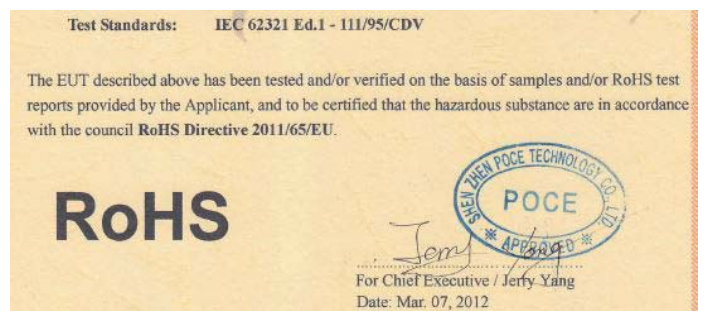 Test Standards: IEC 62321 Ed.1 - 111/95/CDV
The EUT described above has been tested and/or verified on the basis of samples and/or RoHS test
reports provided by the Applicant, and to be certified that the hazardous substance are in accordance
with the council RoHS Directive 2011/65/EU.
SHEN ZHEN POCE TECHNOLOGY CO., LTD.
POCE
※ APPROVED ※
RoHS
Jerry Yang
For Chief Executive / Jerry Yang
Date: Mar. 07, 2012